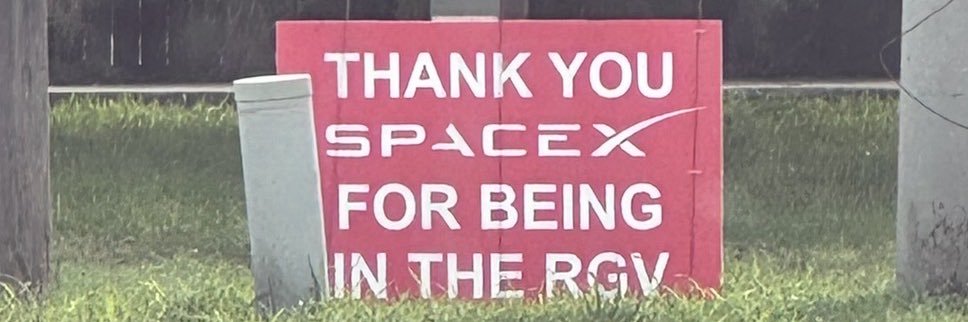 THANK YOU
SPACEX
FOR BEING
IN THE RGV